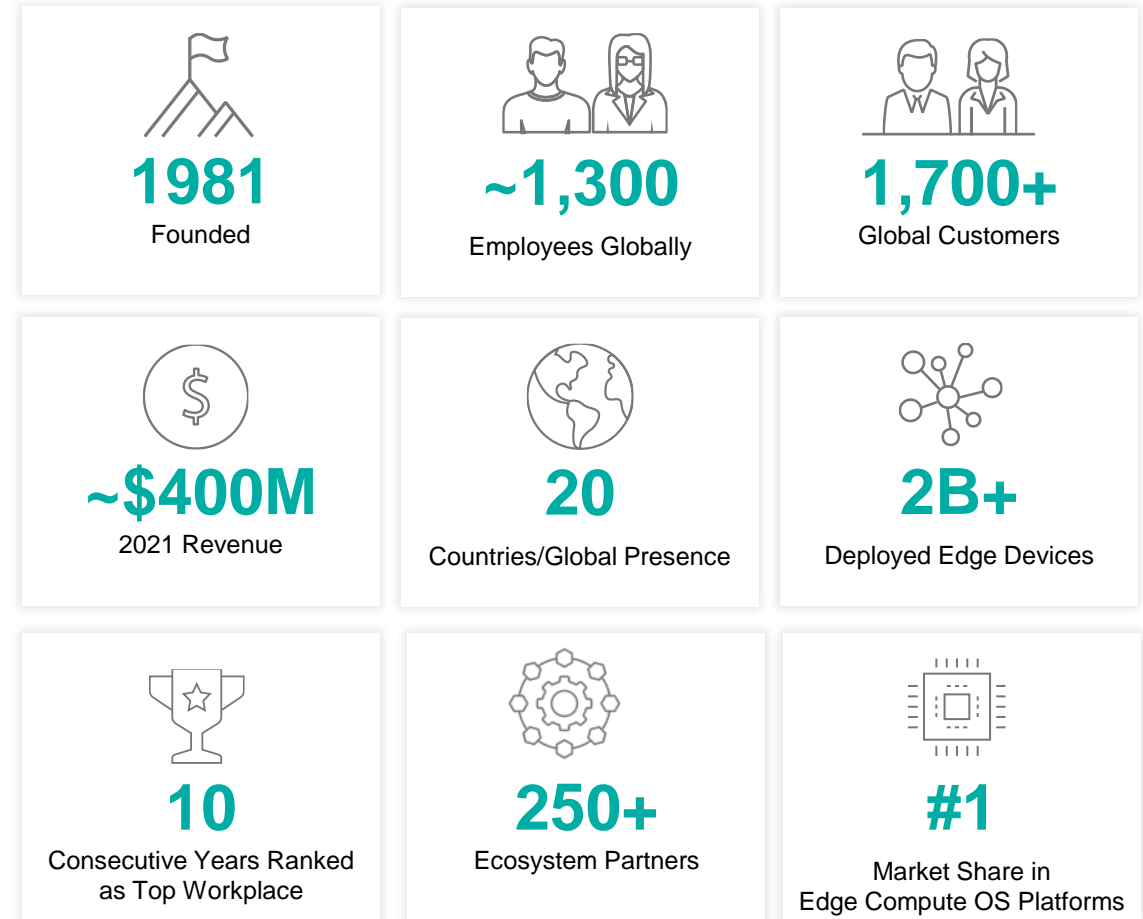 1981
Founded
~1,300
Employees Globally
1,700+
Global Customers
$
~$400M
2021 Revenue
20
Countries/Global Presence
2B+
Deployed Edge Devices
10
Consecutive Years Ranked
as Top Workplace
250+
Ecosystem Partners
#1
Market Share in
Edge Compute OS Platforms